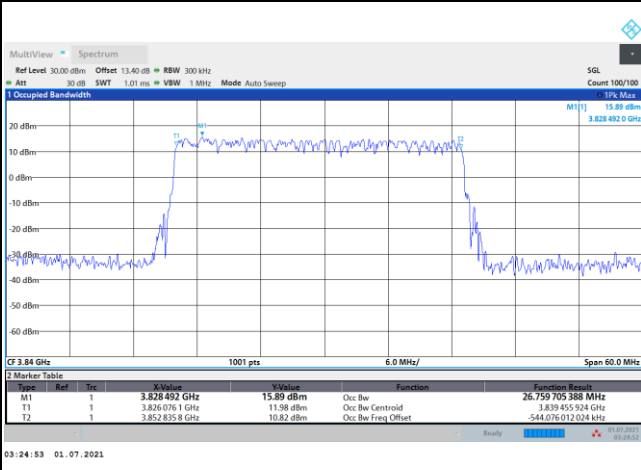 MultiView Spectrum
Ref Level 30.00 dBm Offset 13.40 dB RBW 300 kHz SGL
Att 30 dB SWT 1.01 ms VBW 1 MHz Mode Auto Sweep Count 100/100
1 Occupied Bandwidth 1Pk Max
M1[1] 15.89 dBm
3.828 492 0 GHz
T1 M1 T2
20 dBm
10 dBm
0 dBm
-10 dBm
-20 dBm
-30 dBm
-40 dBm
-50 dBm
-60 dBm
CF 3.84 GHz 1001 pts 6.0 MHz/ Span 60.0 MHz
2 Marker Table
Type Ref Trc X-Value Y-Value Function Function Result
M1 1 3.828 492 GHz 15.89 dBm Occ Bw 26.759 705 388 MHz
T1 1 3.826 076 1 GHz 11.98 dBm Occ Bw Centroid 3.839 455 924 GHz
T2 1 3.852 835 8 GHz 10.82 dBm Occ Bw Freq Offset -544.076 012 024 kHz
Ready 01.07.2021
03:24:52
03:24:53 01.07.2021